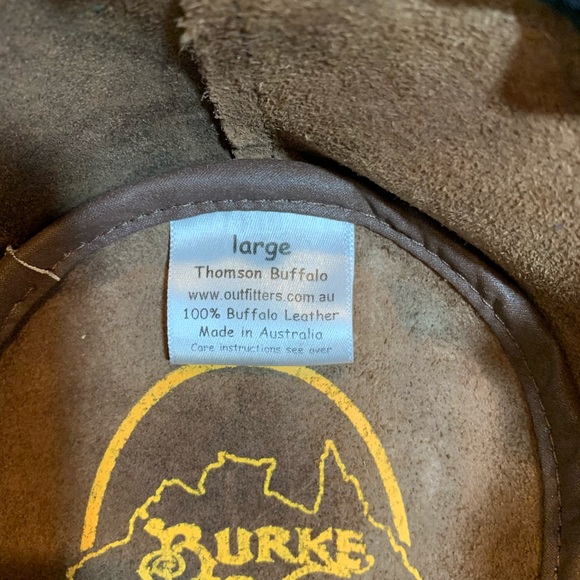 large
Thomson Buffalo
www.outfitters.com.au
100% Buffalo Leather
Made in Australia
Care instructions see over
BURKE